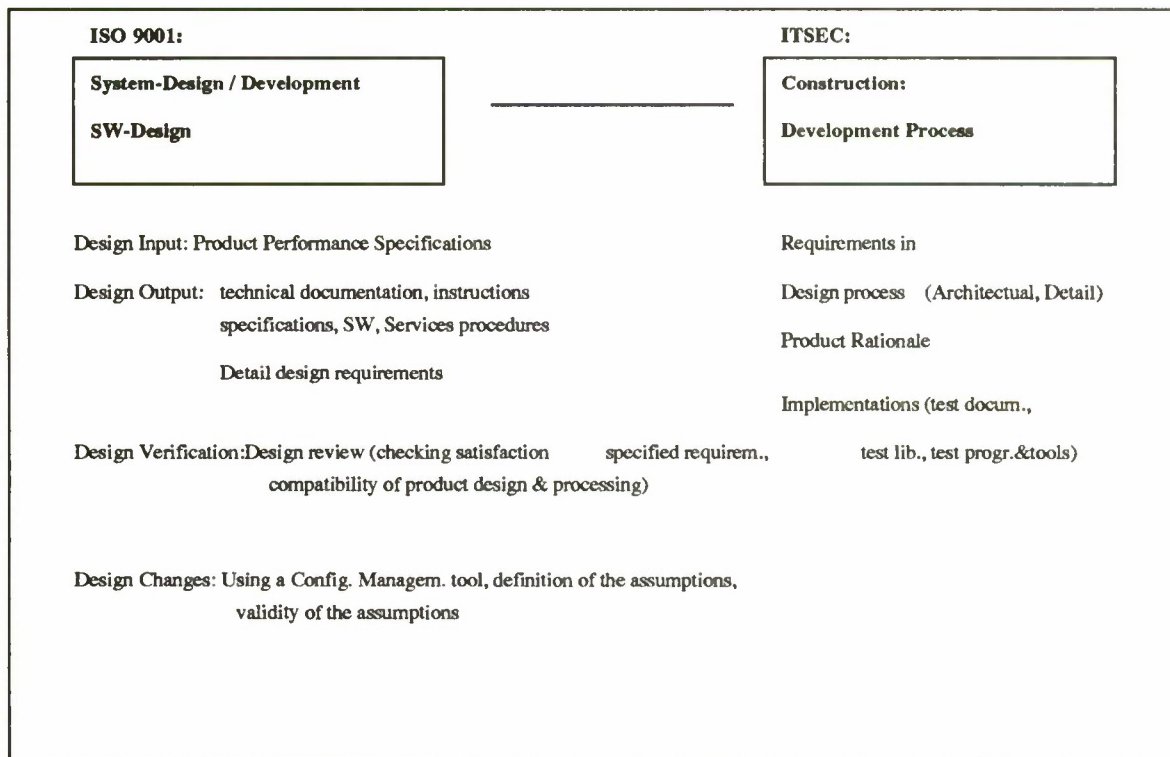 ISO 9001:
System-Design / Development
SW-Design
ITSEC:
Construction:
Development Process
Design Input: Product Performance Specifications
Design Output: technical documentation, instructions
specifications, SW, Services procedures
Detail design requirements
Design Verification:Design review (checking satisfaction specified requirem.,
compatibility of product design & processing)
Design Changes: Using a Config. Managem. tool, definition of the assumptions,
validity of the assumptions
Requirements in
Design process (Architectual, Detail)
Product Rationale
Implementations (test docum.,
test lib., test progr.&tools)